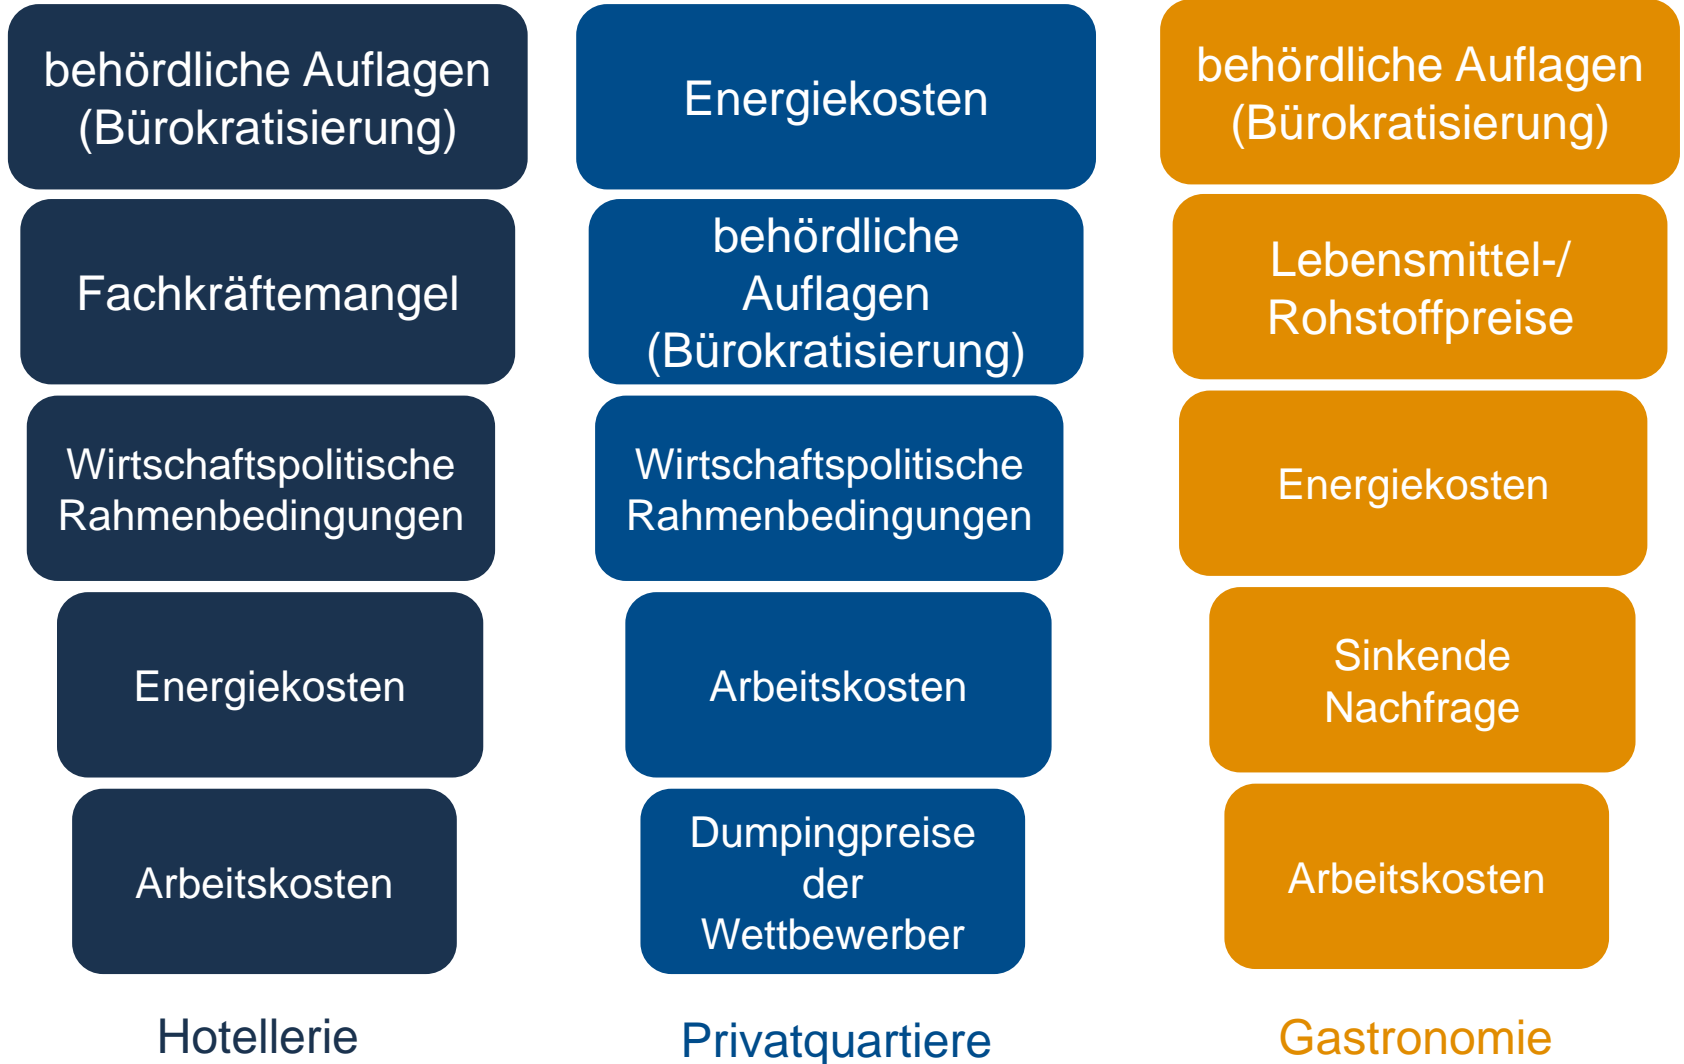 behördliche Auflagen
(Bürokratisierung)
Fachkräftemangel
Wirtschaftspolitische
Rahmenbedingungen
Energiekosten
Arbeitskosten
Hotellerie
Energiekosten
behördliche
Auflagen
(Bürokratisierung)
Wirtschaftspolitische
Rahmenbedingungen
Arbeitskosten
Dumpingpreise
der
Wettbewerber
Privatquartiere
behördliche Auflagen
(Bürokratisierung)
Lebensmittel-/
Rohstoffpreise
Energiekosten
Sinkende
Nachfrage
Arbeitskosten
Gastronomie